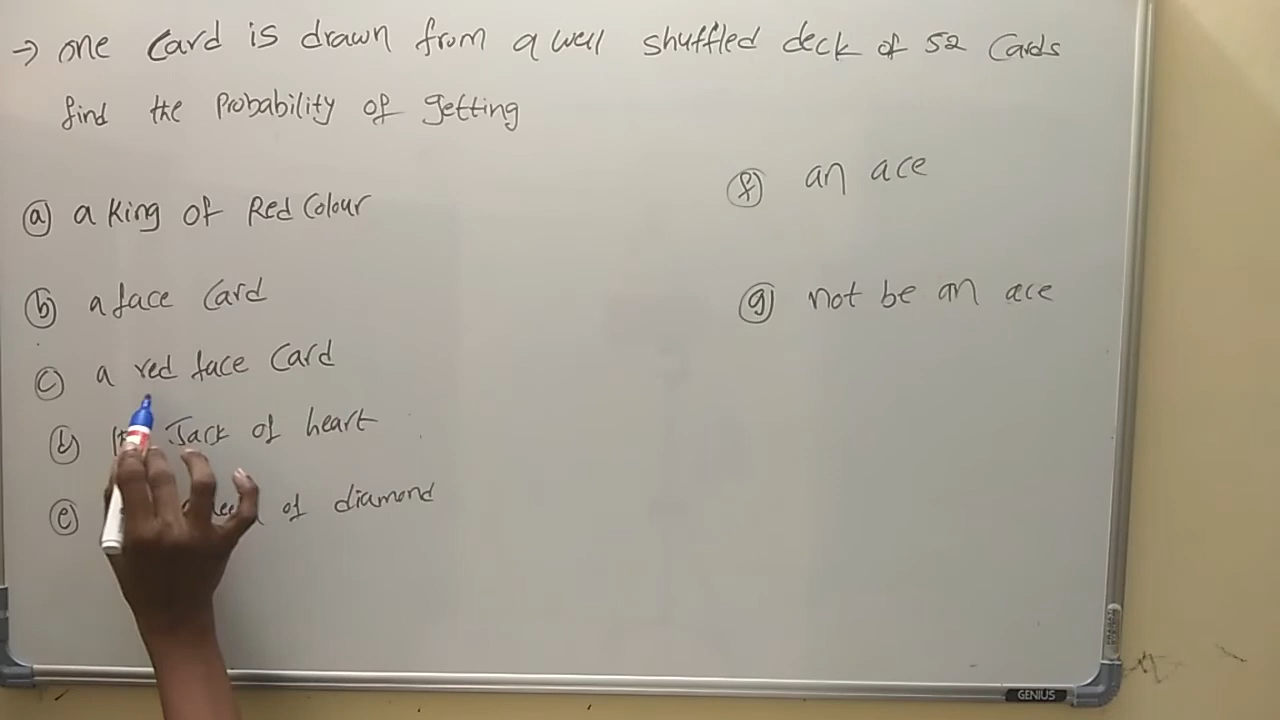 → one Card is drawn from a well shuffled deck of 52 Cards
find the Probability of getting
(a) a King of Red Colour
(b) a face Card
(c) a red face Card
(d) Jack of heart
(e) of diamond
(f) an ace
(g) not be an ace
GENIUS